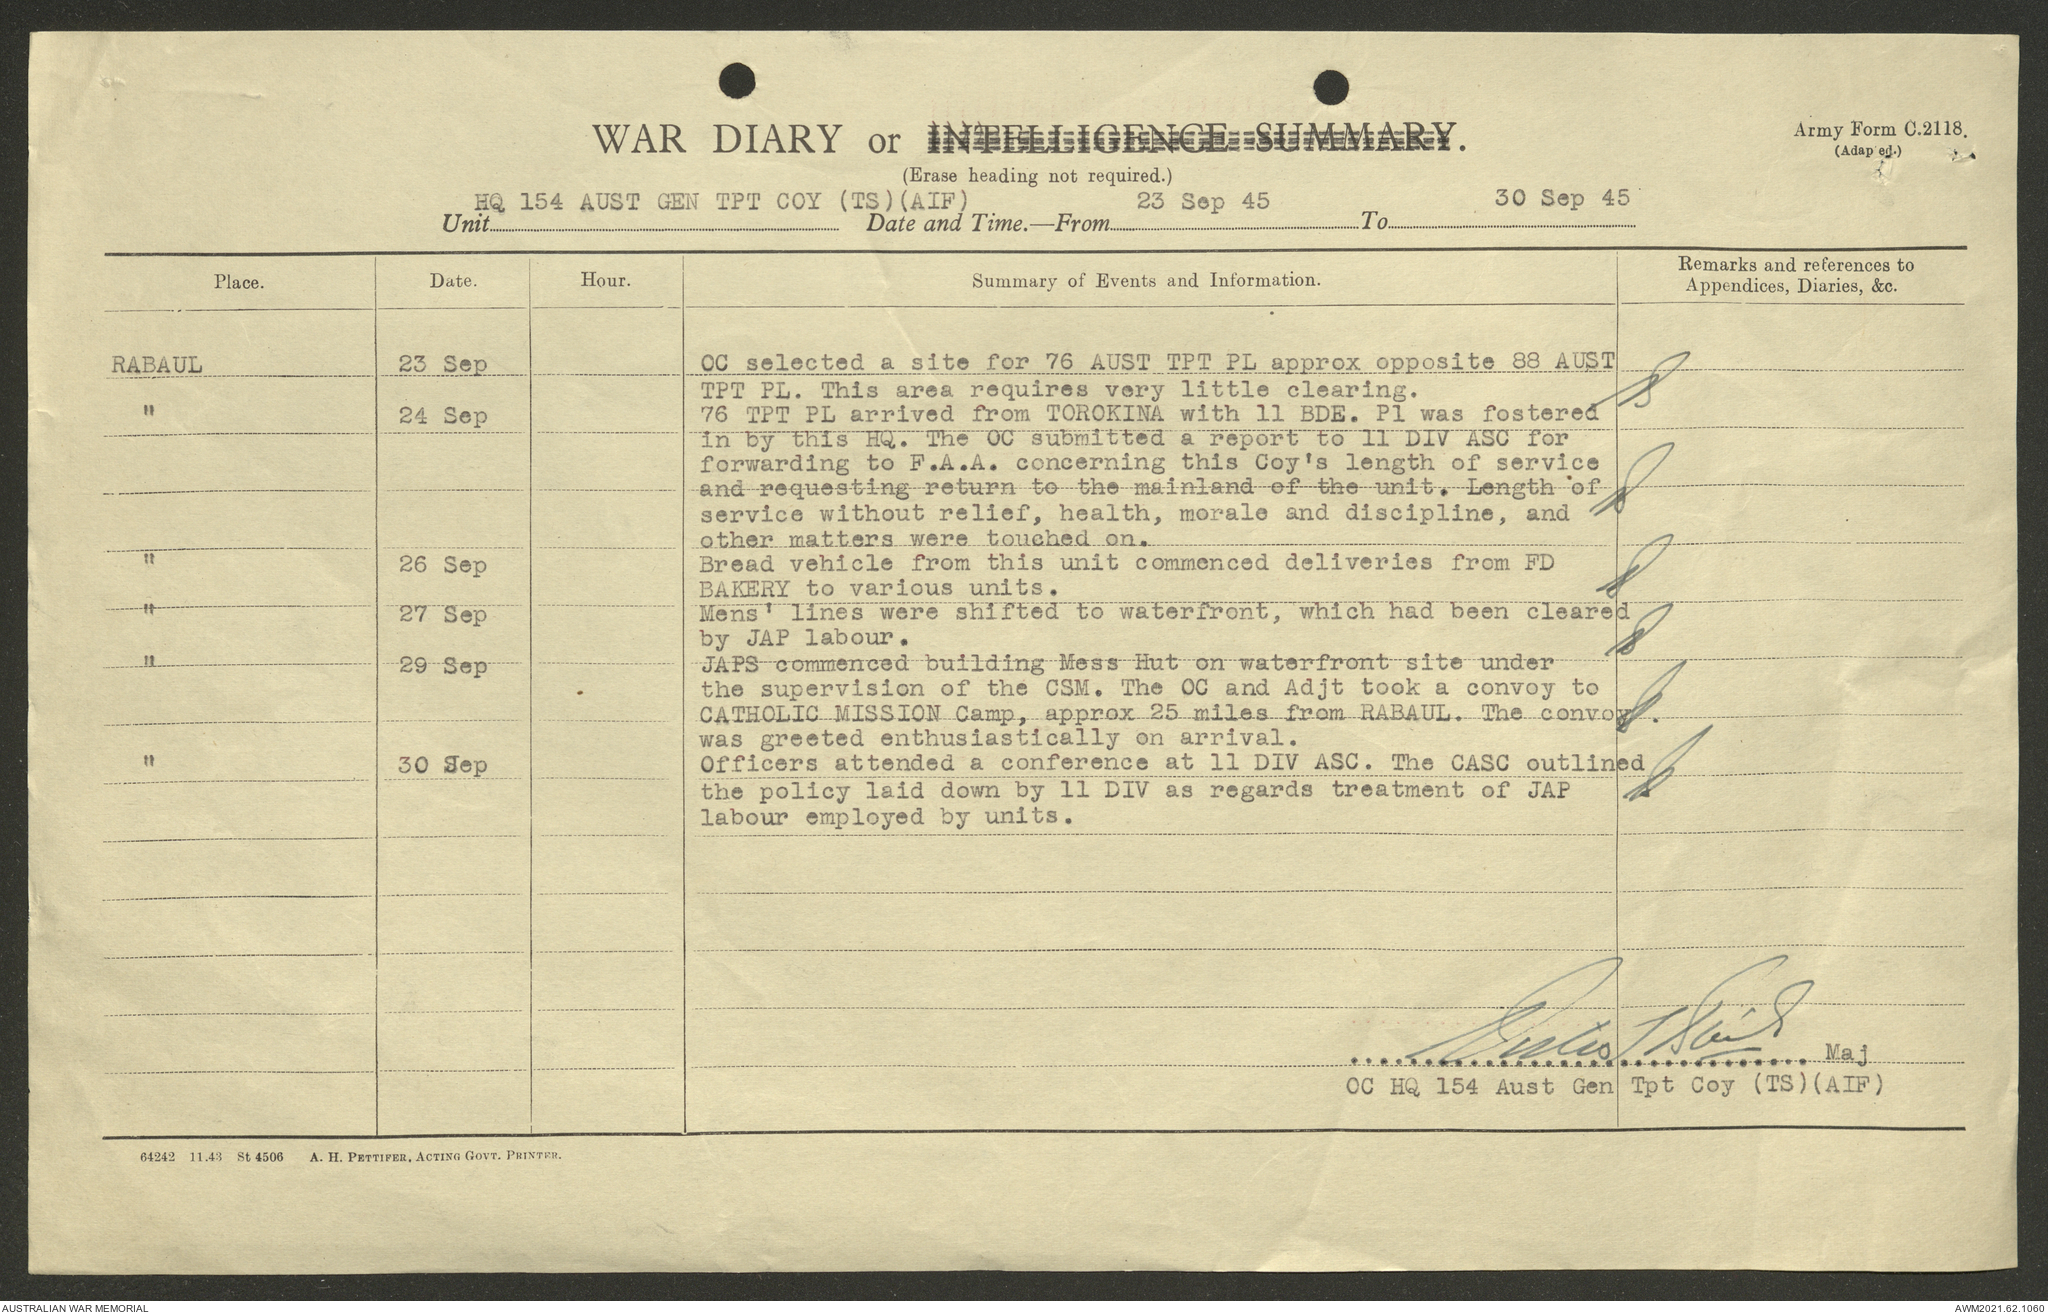 WAR DIARY or INTELLIGENCE SUMMARY.
Army Form C.2118.
(Adap ed.)
(Erase heading not required.)
Unit HQ 154 AUST GEN TPT COY (TS)(AIF) Date and Time.—From 23 Sep 45 To 30 Sep 45
Place. Date. Hour. Summary of Events and Information. Remarks and references to
Appendices, Diaries, &c.
RABAUL 23 Sep OC selected a site for 76 AUST TPT PL approx opposite 88 AUST
TPT PL. This area requires very little clearing.
" 24 Sep 76 TPT PL arrived from TOROKINA with 11 BDE. Pl was fostered
in by this HQ. The OC submitted a report to 11 DIV ASC for
forwarding to F.A.A. concerning this Coy's length of service
and requesting return to the mainland of the unit. Length of
service without relief, health, morale and discipline, and
other matters were touched on.
" 26 Sep Bread vehicle from this unit commenced deliveries from FD
BAKERY to various units.
" 27 Sep Mens' lines were shifted to waterfront, which had been cleared
by JAP labour.
" 29 Sep JAPS commenced building Mess Hut on waterfront site under
the supervision of the CSM. The OC and Adjt took a convoy to
CATHOLIC MISSION Camp, approx 25 miles from RABAUL. The convoy.
was greeted enthusiastically on arrival.
" 30 Sep Officers attended a conference at 11 DIV ASC. The CASC outlined
the policy laid down by 11 DIV as regards treatment of JAP
labour employed by units.
Maj
OC HQ 154 Aust Gen Tpt Coy (TS)(AIF)
64242 11.43 St 4506 A. H. PETTIFER, ACTING GOVT. PRINTER.
AUSTRALIAN WAR MEMORIAL
AWM2021.62.1060